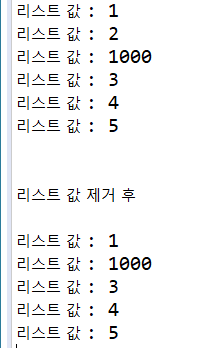 리스트 값 : 1
리스트 값 : 2
리스트 값 : 1000
리스트 값 : 3
리스트 값 : 4
리스트 값 : 5
리스트 값 제거 후
리스트 값 : 1
리스트 값 : 1000
리스트 값 : 3
리스트 값 : 4
리스트 값 : 5